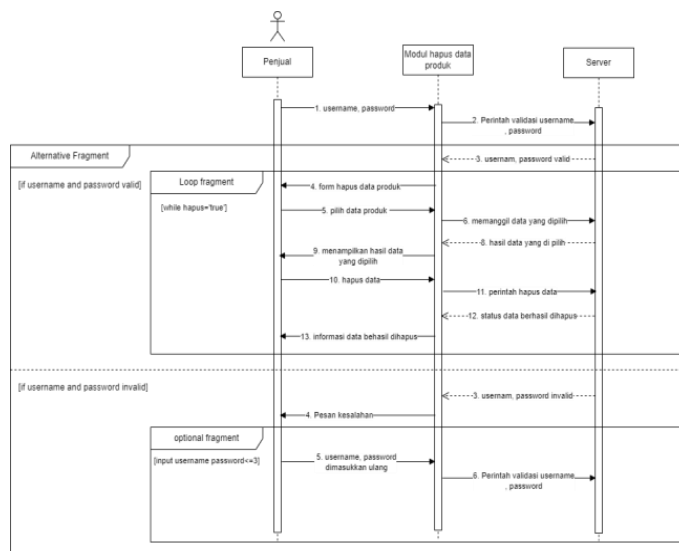 Penjual
Modul hapus data
produk
Server
1. username, password
2. Perintah validasi username
, password
Alternative Fragment
3. usernam, password valid
[if username and password valid]
Loop fragment
4. form hapus data produk
[while hapus='true']
5. pilih data produk
6. memanggil data yang dipilih
8. hasil data yang di pilih
9. menampilkan hasil data
yang dipilih
10. hapus data
11. perintah hapus data
12. status data berhasil dihapus
13. informasi data behasil dihapus
[if username and password invalid]
3. usernam, password invalid
4. Pesan kesalahan
optional fragment
[input username password<=3]
5. username, password
dimasukkan ulang
6. Perintah validasi username
, password